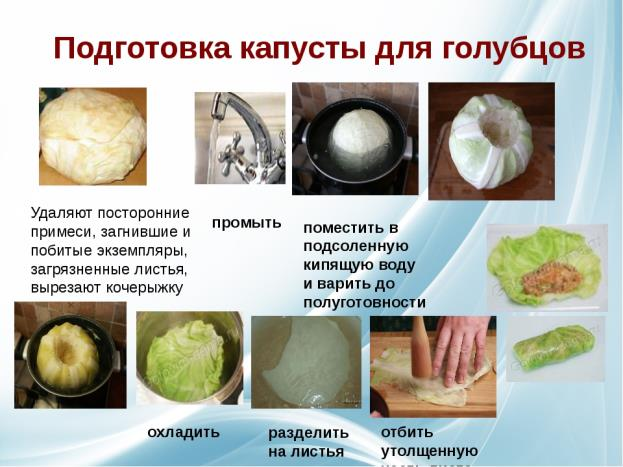 Подготовка капусты для голубцов
Удаляют посторонние
примеси, загнившие и
побитые экземпляры,
загрязненные листья,
вырезают кочерыжку
промыть
поместить в
подсоленную
кипящую воду
и варить до
полуготовности
охладить
разделить
на листья
отбить
утолщенную